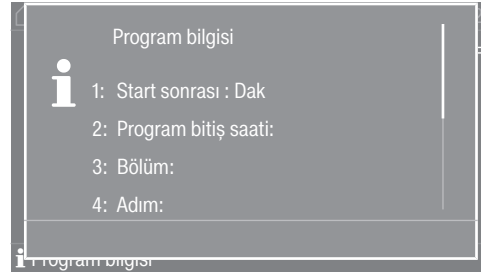 Program bilgisi
1: Start sonrası : Dak
2: Program bitiş saati:
3: Bölüm:
4: Adım:
Program bilgisi